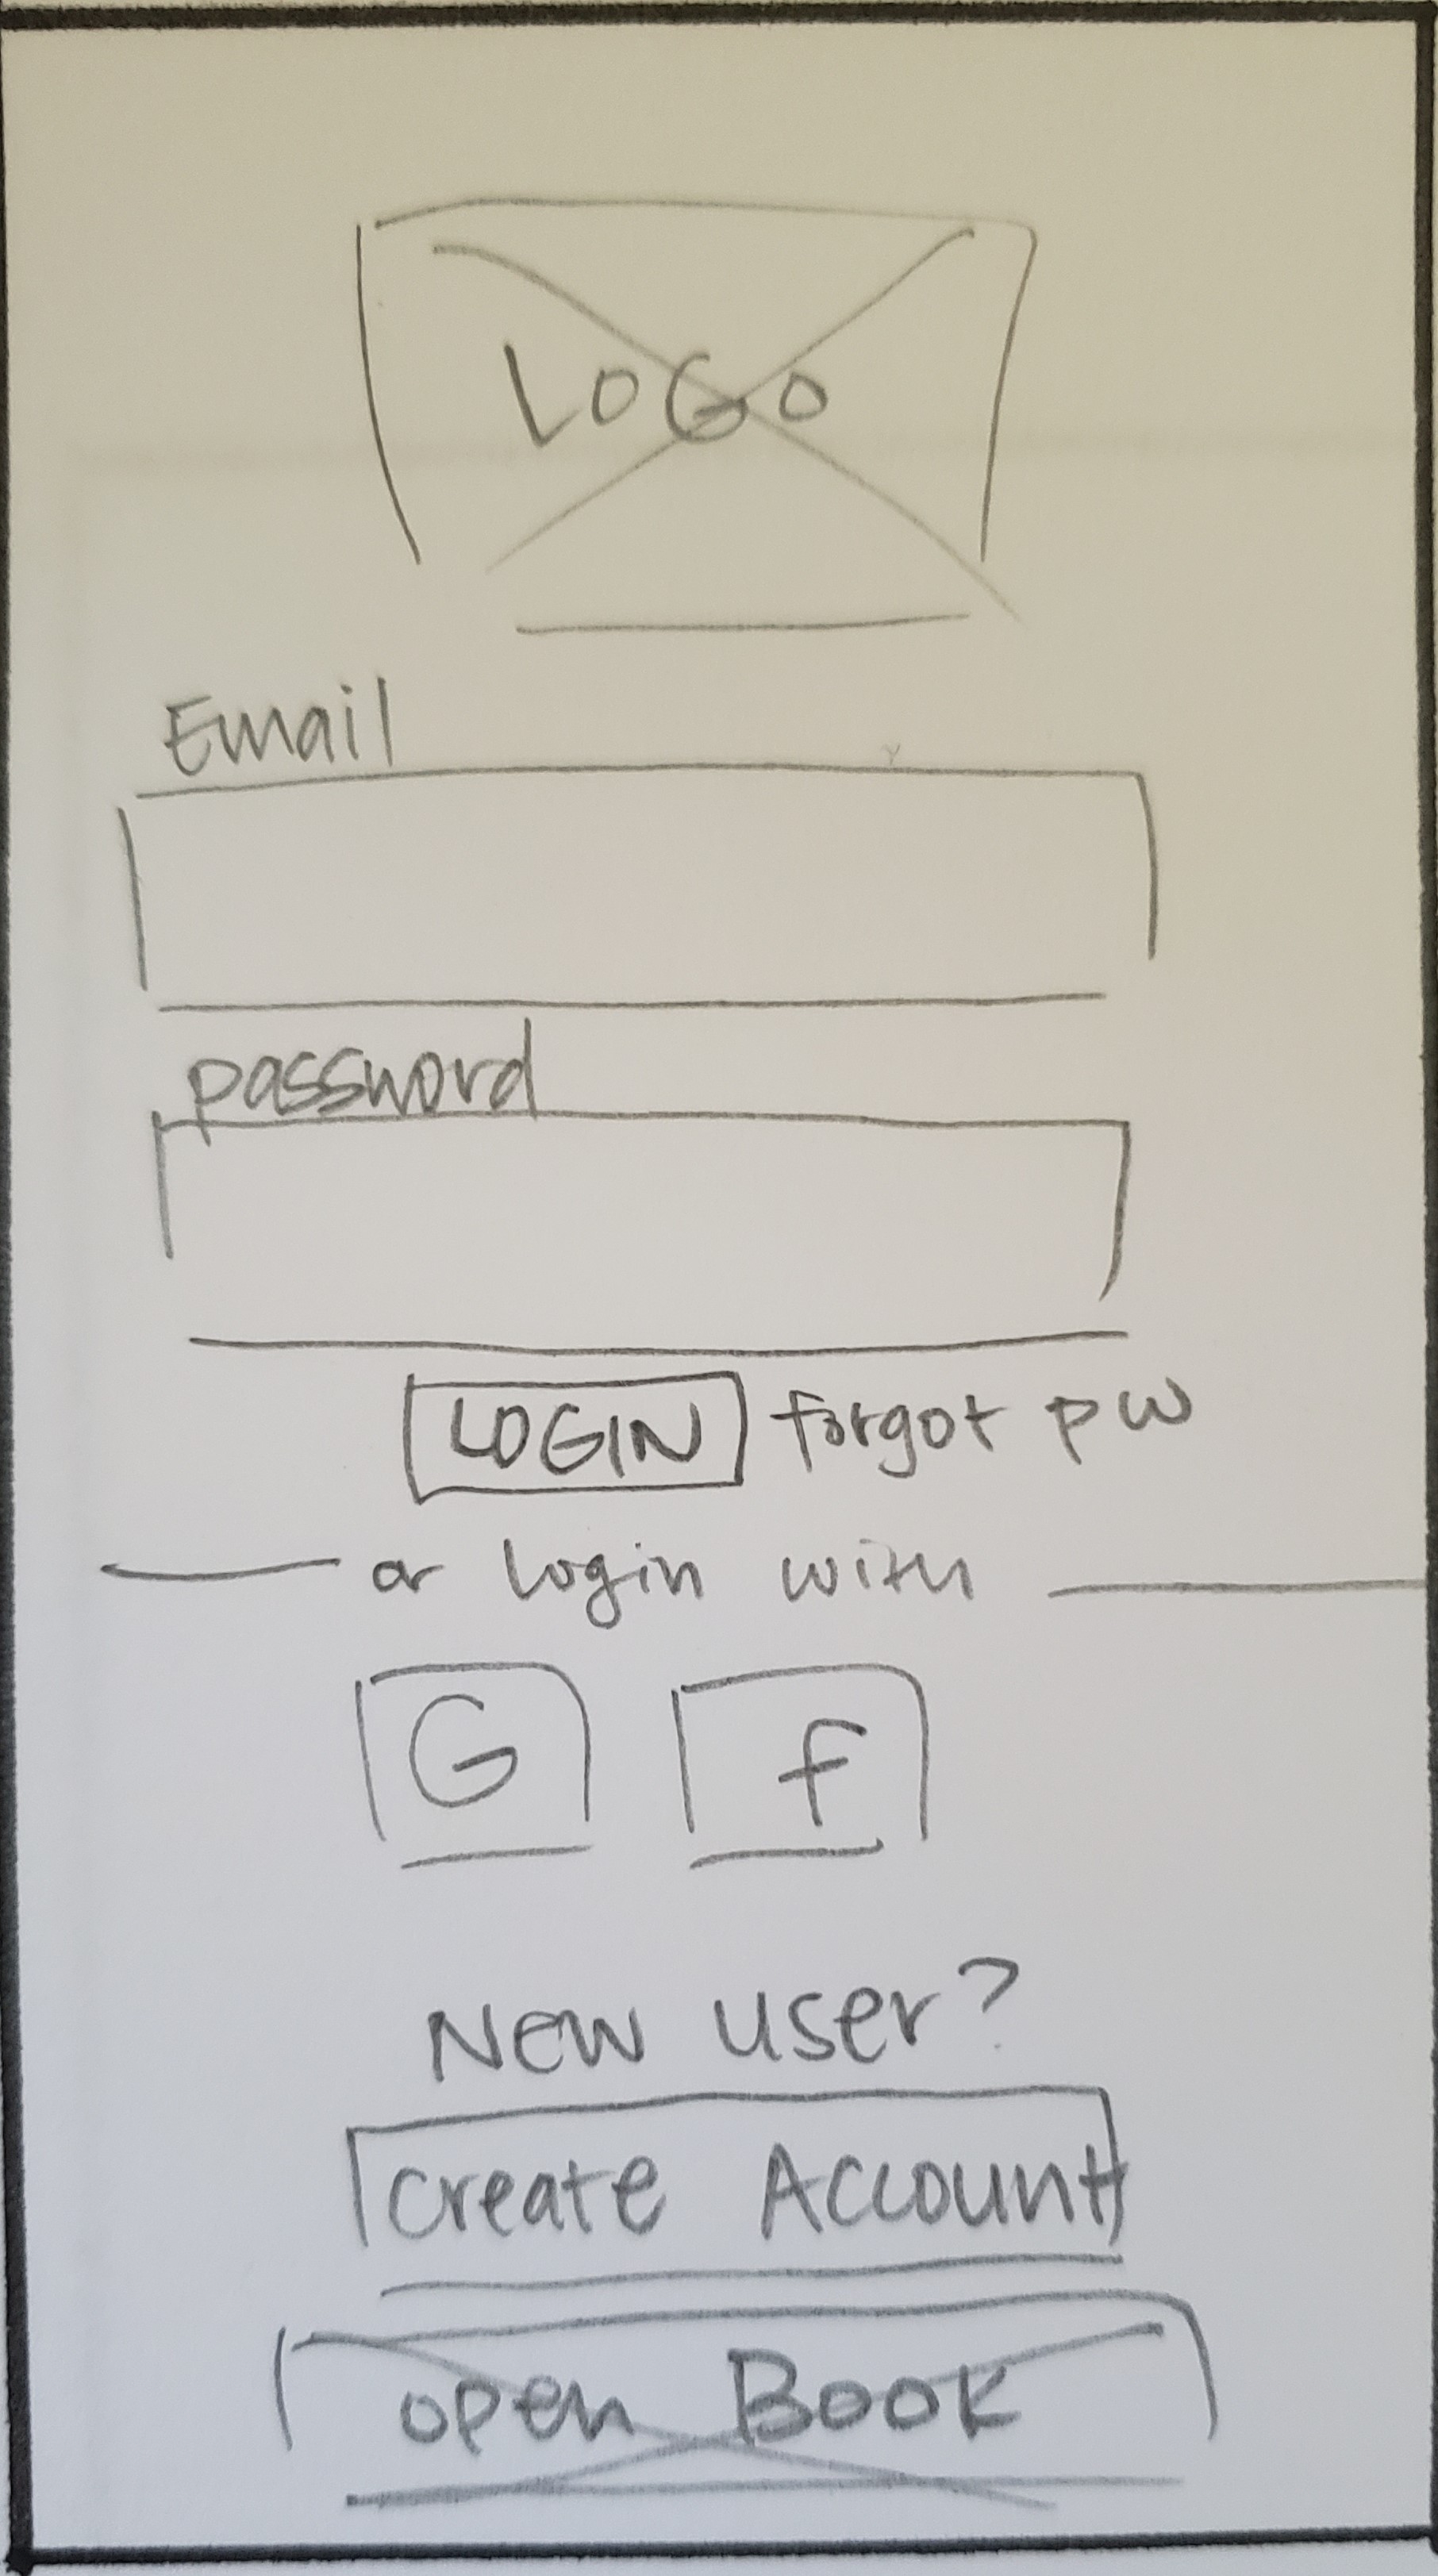 LOGO
Email
password
LOGIN forgot pw
or login with
G f
New user?
Create Account
open Book